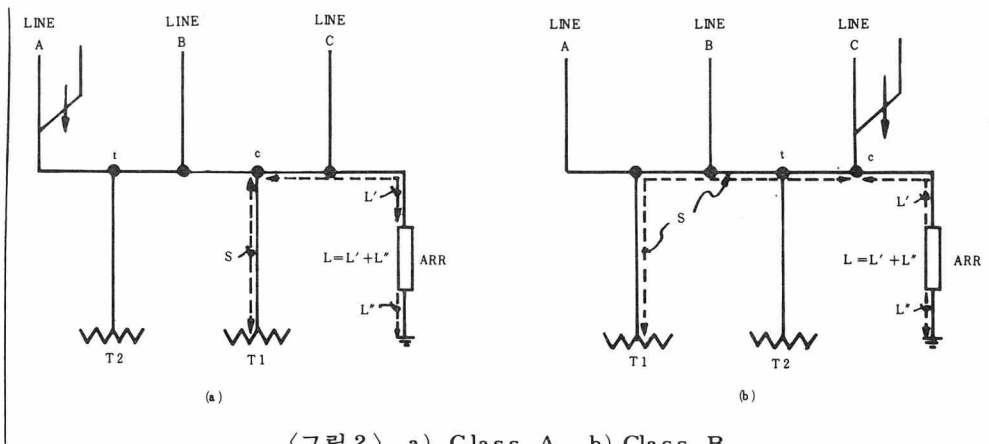 LINE
A
LINE
B
LINE
C
t
c
L′
S
L=L′+L″
ARR
L″
T2
T1
(a)
LINE
A
LINE
B
LINE
C
t
c
L′
S
L=L′+L″
ARR
L″
T1
T2
(b)
〈그림 2〉 a) Class A b) Class B